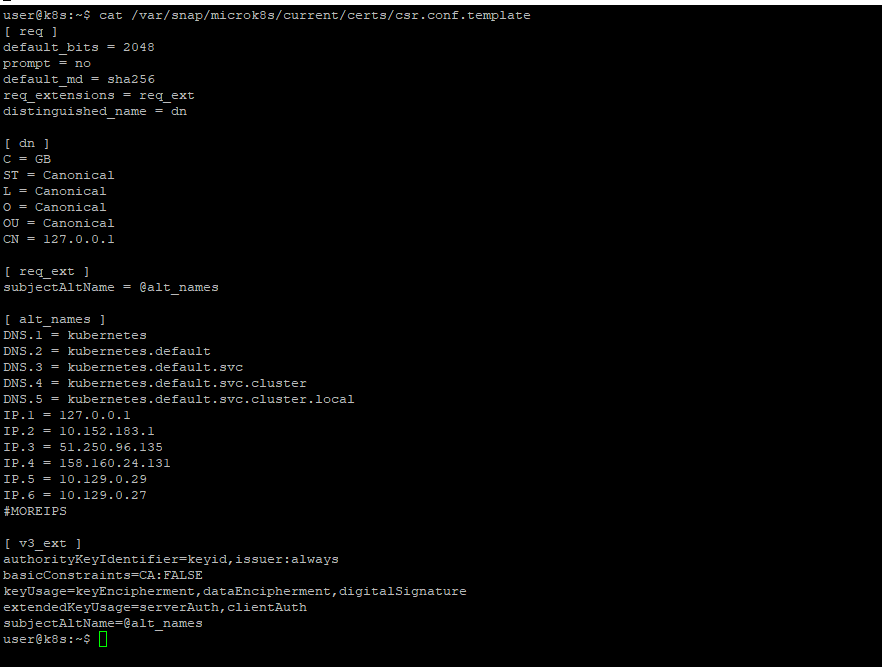 user@k8s:~$ cat /var/snap/microk8s/current/certs/csr.conf.template
[ req ]
default_bits = 2048
prompt = no
default_md = sha256
req_extensions = req_ext
distinguished_name = dn

[ dn ]
C = GB
ST = Canonical
L = Canonical
O = Canonical
OU = Canonical
CN = 127.0.0.1

[ req_ext ]
subjectAltName = @alt_names

[ alt_names ]
DNS.1 = kubernetes
DNS.2 = kubernetes.default
DNS.3 = kubernetes.default.svc
DNS.4 = kubernetes.default.svc.cluster
DNS.5 = kubernetes.default.svc.cluster.local
IP.1 = 127.0.0.1
IP.2 = 10.152.183.1
IP.3 = 51.250.96.135
IP.4 = 158.160.24.131
IP.5 = 10.129.0.29
IP.6 = 10.129.0.27
#MOREIPS

[ v3_ext ]
authorityKeyIdentifier=keyid,issuer:always
basicConstraints=CA:FALSE
keyUsage=keyEncipherment,dataEncipherment,digitalSignature
extendedKeyUsage=serverAuth,clientAuth
subjectAltName=@alt_names
user@k8s:~$